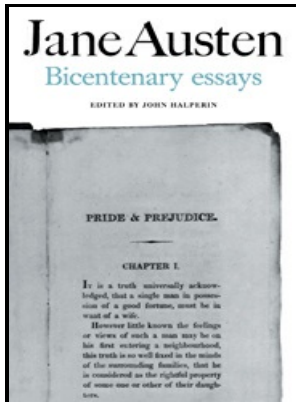 Jane Austen
Bicentenary essays
EDITED BY JOHN HALPERIN
PRIDE & PREJUDICE.
CHAPTER I.
It is a truth universally acknow-
ledged, that a single man in posses-
sion of a good fortune, must be in
want of a wife.
However little known the feelings
or views of such a man may be on
his first entering a neighbourhood,
this truth is so well fixed in the minds
of the surrounding families, that he
is considered as the rightful property
of some one or other of their daugh-
ters.